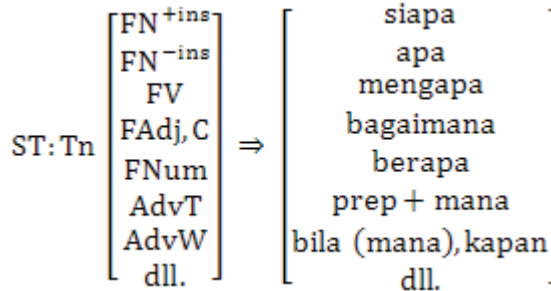 FN+ins siapa
FN−ins apa
FV mengapa
FAdj, C bagaimana
ST: Tn ⇒ FNum berapa
AdvT prep + mana
AdvW bila (mana), kapan
dll. dll.